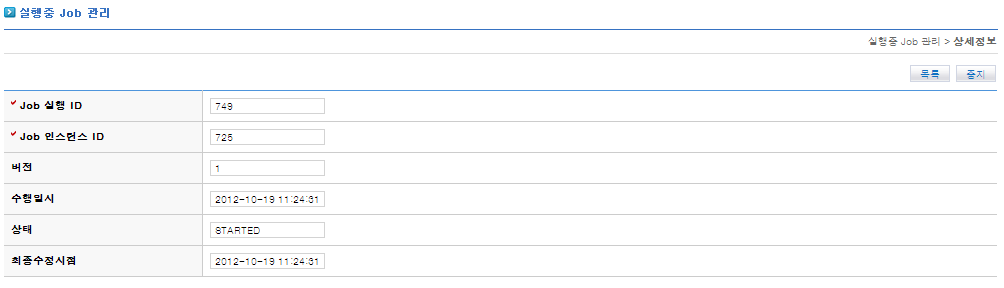 실행중 Job 관리
실행중 Job 관리 > 상세정보
목록 중지
Job 실행 ID 749
Job 인스턴스 ID 725
버전 1
수행일시 2012-10-19 11:24:31
상태 STARTED
최종수정시점 2012-10-19 11:24:31